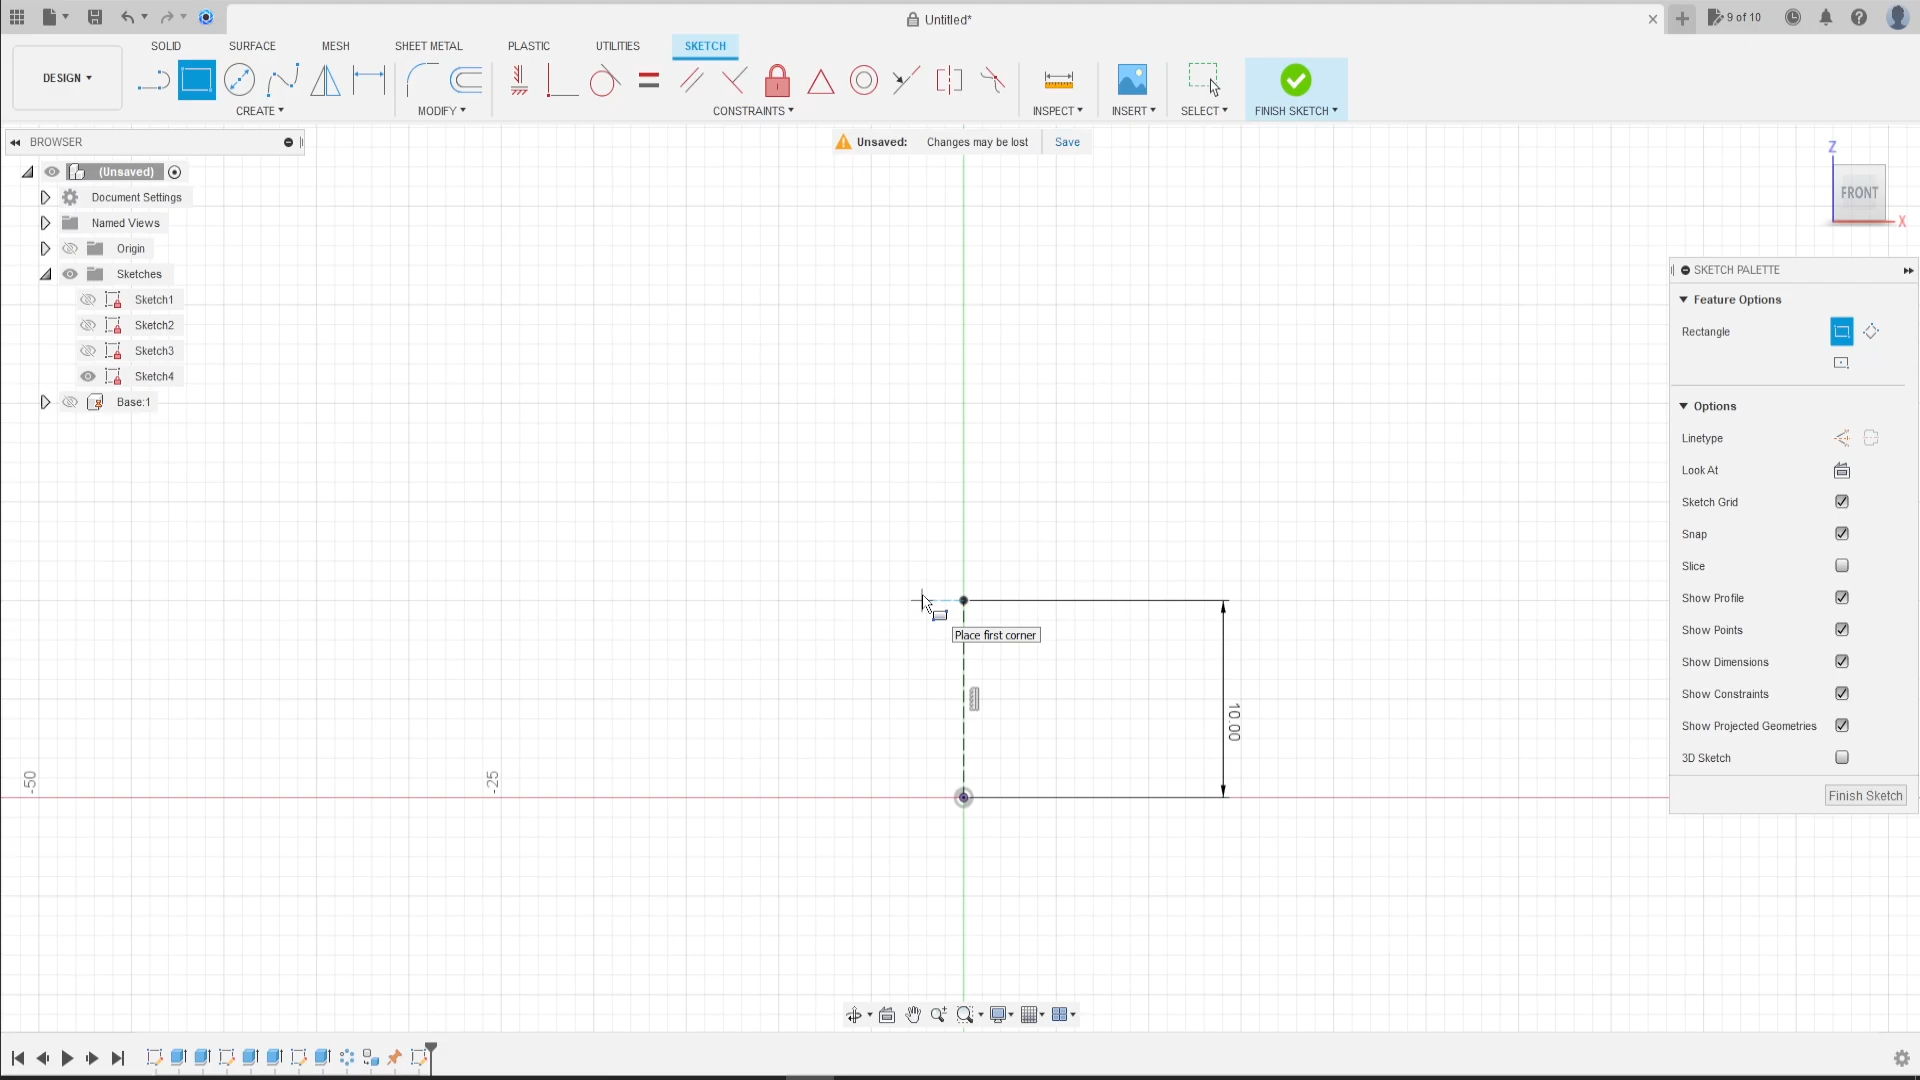 Untitled*
9 of 10
DESIGN
SOLID
SURFACE
MESH
SHEET METAL
PLASTIC
UTILITIES
SKETCH
CREATE
MODIFY
CONSTRAINTS
INSPECT
INSERT
SELECT
FINISH SKETCH
BROWSER
Unsaved: Changes may be lost Save
(Unsaved)
Document Settings
Named Views
Origin
Sketches
Sketch1
Sketch2
Sketch3
Sketch4
Base:1
Z
FRONT
X
SKETCH PALETTE
Feature Options
Rectangle
Options
Linetype
Look At
Sketch Grid
Snap
Slice
Show Profile
Show Points
Show Dimensions
Show Constraints
Show Projected Geometries
3D Sketch
Finish Sketch
Place first corner
10.00
-50
-25